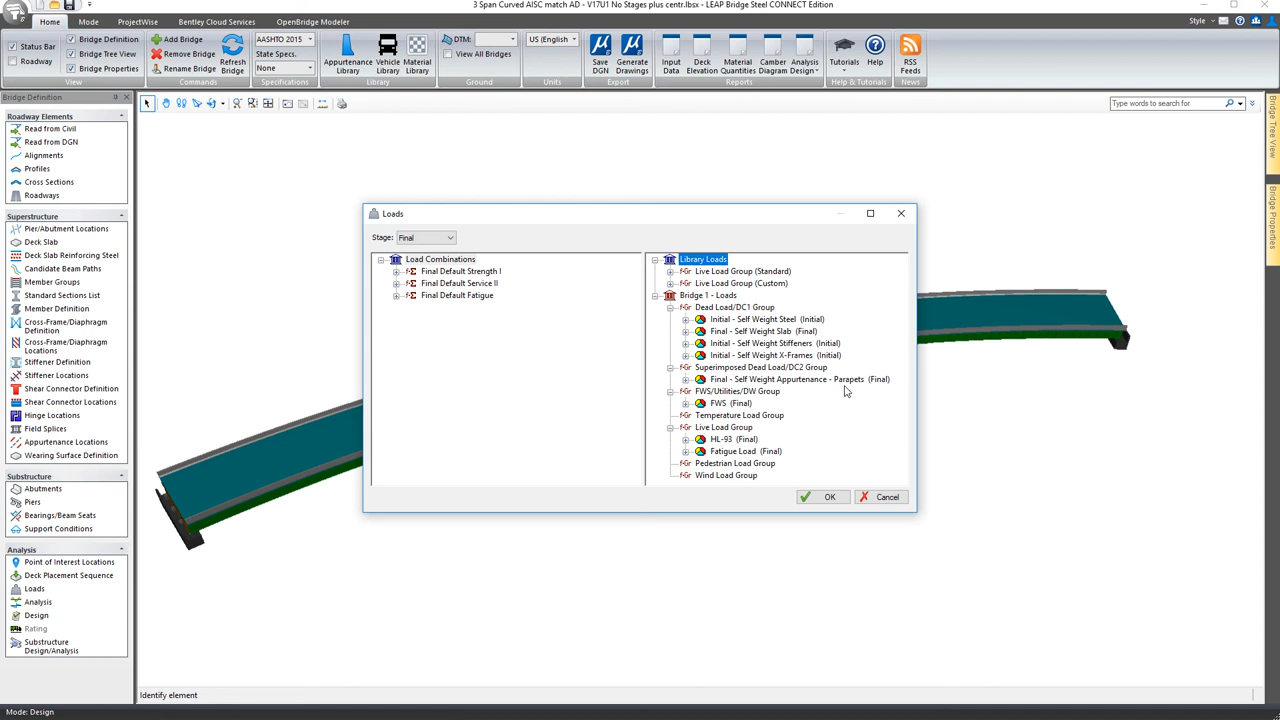 3 Span Curved AISC match AD - V17U1 No Stages plus centr.lbsx - LEAP Bridge Steel CONNECT Edition
Home Mode ProjectWise Bentley Cloud Services OpenBridge Modeler Style
Status Bar
Roadway
Bridge Definition
Bridge Tree View
Bridge Properties
View
Add Bridge
Remove Bridge
Rename Bridge
Refresh Bridge
Commands
AASHTO 2015
State Specs.
None
Specifications
Appurtenance Library
Vehicle Library
Material Library
Library
DTM:
View All Bridges
Ground
US (English
Units
Save DGN
Generate Drawings
Export
Input Data
Deck Elevation
Material Quantities
Camber Diagram
Analysis Design
Reports
Tutorials
Help
Help & Tutorials
RSS Feeds
News
Bridge Definition
Type words to search for
Roadway Elements
Read from Civil
Read from DGN
Alignments
Profiles
Cross Sections
Roadways
Superstructure
Pier/Abutment Locations
Deck Slab
Deck Slab Reinforcing Steel
Candidate Beam Paths
Member Groups
Standard Sections List
Member Definition
Cross-Frame/Diaphragm
Definition
Cross-Frame/Diaphragm
Locations
Stiffener Definition
Stiffener Locations
Shear Connector Definition
Shear Connector Locations
Hinge Locations
Field Splices
Appurtenance Locations
Wearing Surface Definition
Substructure
Abutments
Piers
Bearings/Beam Seats
Support Conditions
Analysis
Point of Interest Locations
Deck Placement Sequence
Loads
Analysis
Design
Rating
Substructure
Design/Analysis
Loads
Stage: Final
Load Combinations
Final Default Strength I
Final Default Service II
Final Default Fatigue
Library Loads
Live Load Group (Standard)
Live Load Group (Custom)
Bridge 1 - Loads
Dead Load/DC1 Group
Initial - Self Weight Steel (Initial)
Final - Self Weight Slab (Final)
Initial - Self Weight Stiffeners (Initial)
Initial - Self Weight X-Frames (Initial)
Superimposed Dead Load/DC2 Group
Final - Self Weight Appurtenance - Parapets (Final)
FWS/Utilities/DW Group
FWS (Final)
Temperature Load Group
Live Load Group
HL-93 (Final)
Fatigue Load (Final)
Pedestrian Load Group
Wind Load Group
OK
Cancel
Bridge Tree View
Bridge Properties
Identify element
Mode: Design